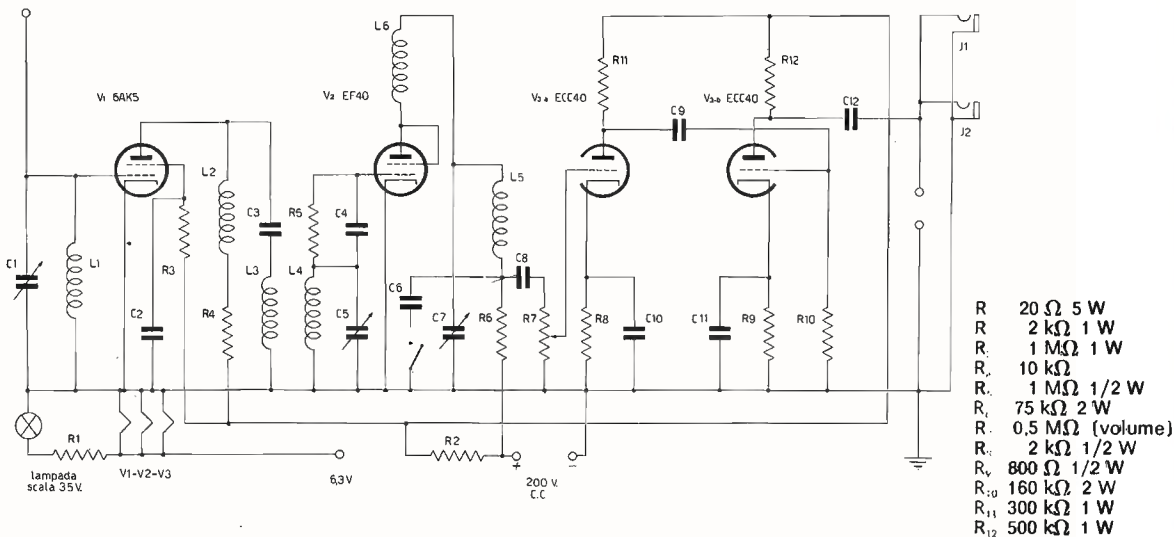 L6
R11
R12
J1
V1 6AK5
V2 EF40
V3-a ECC40
V3-b ECC40
C9
C12
J2
L2
L5
C3
R5
C4
C1
L1
R3
C8
L3
L4
C6
C2
R4
C5
C7
R6
R7
R8
C10
C11
R9
R10
R1
R2
lampada
scala 35V.
V1-V2-V3
6,3V
+
-
200 V.
C.C
R 20 Ω 5 W
R 2 kΩ 1 W
R 1 MΩ 1 W
R 10 kΩ
R 1 MΩ 1/2 W
R 75 kΩ 2 W
R 0,5 MΩ (volume)
R 2 kΩ 1/2 W
R 800 Ω 1/2 W
R10 160 kΩ 2 W
R11 300 kΩ 1 W
R12 500 kΩ 1 W